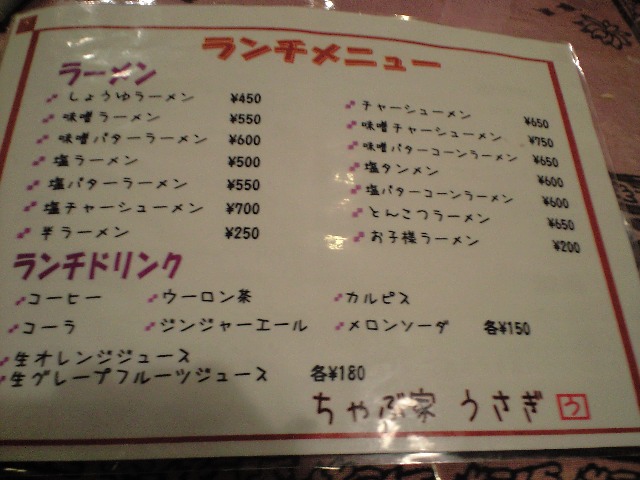 ランチメニュー
ラーメン
しょうゆラーメン ¥450
味噌ラーメン ¥550
味噌バターラーメン ¥600
塩ラーメン ¥500
塩バターラーメン ¥550
塩チャーシューメン ¥700
半ラーメン ¥250
チャーシューメン ¥650
味噌チャーシューメン ¥750
味噌バターコーンラーメン ¥650
塩タンメン ¥600
塩バターコーンラーメン ¥600
とんこつラーメン ¥650
お子様ラーメン ¥200
ランチドリンク
コーヒー ウーロン茶 カルピス
コーラ ジンジャーエール メロンソーダ 各¥150
生オレンジジュース
生グレープフルーツジュース 各¥180
ちゃぶ家 うさぎ う